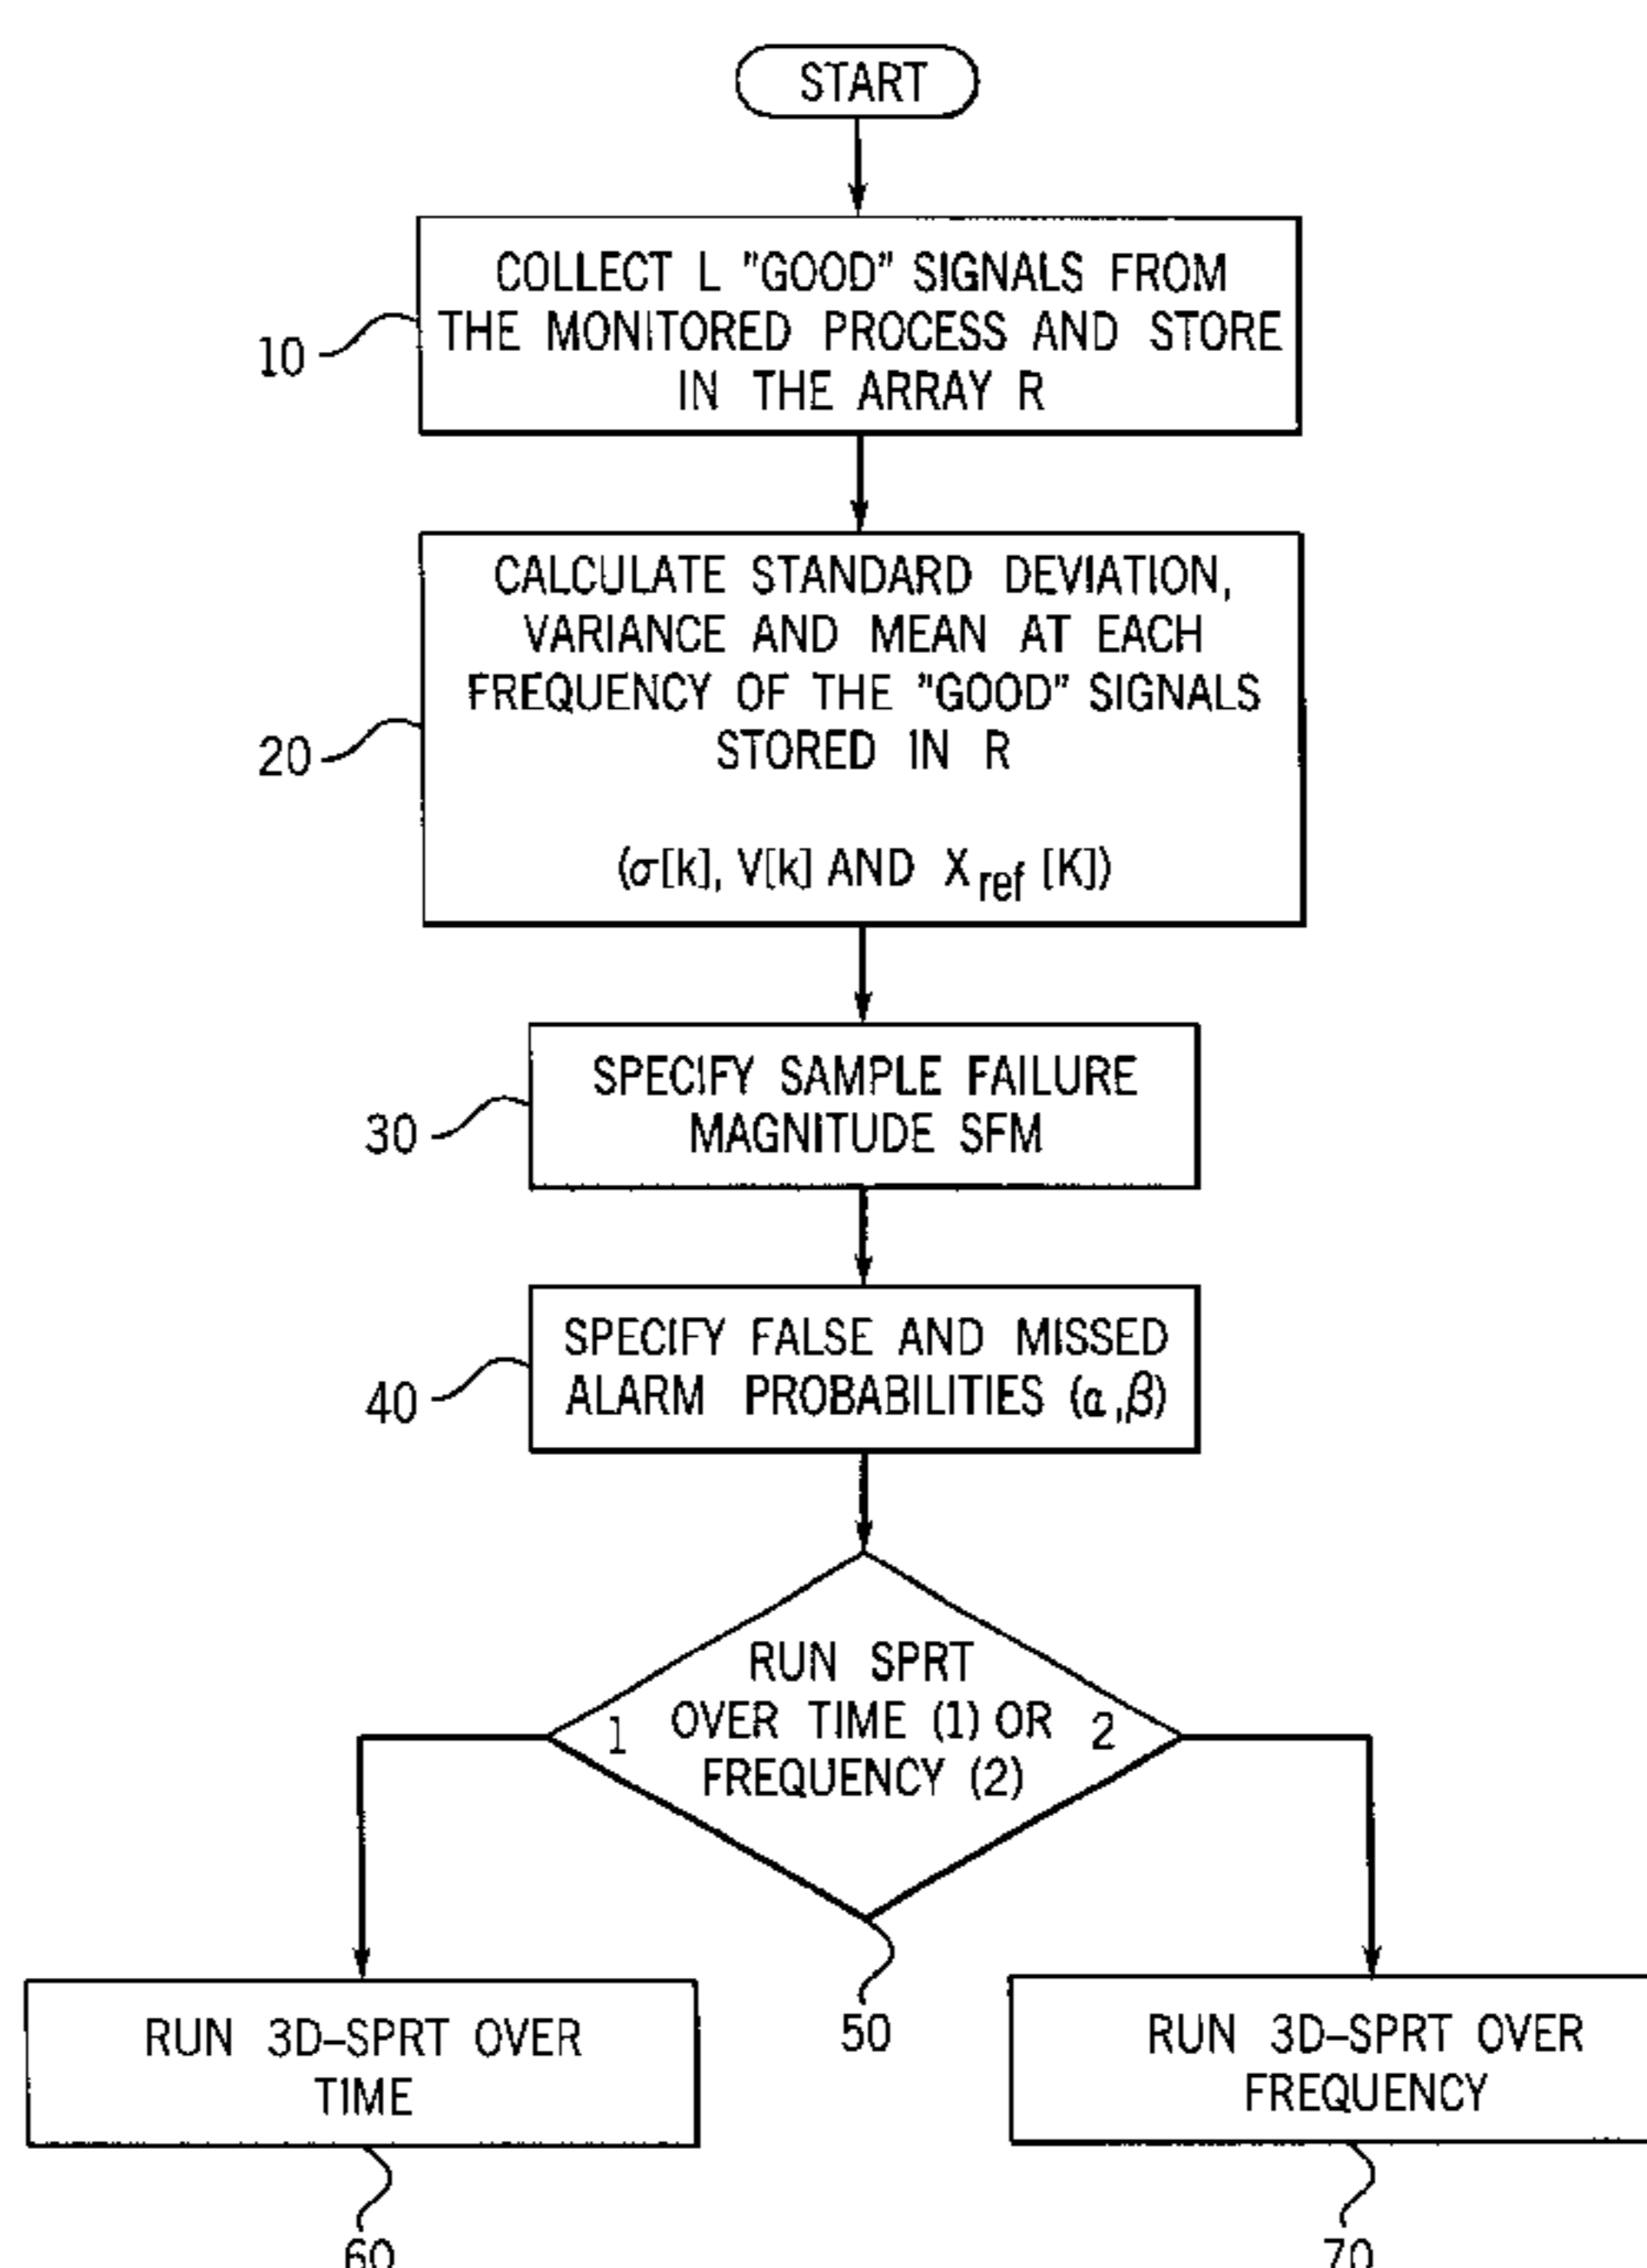 START
COLLECT L "GOOD" SIGNALS FROM
THE MONITORED PROCESS AND STORE
IN THE ARRAY R
10
CALCULATE STANDARD DEVIATION,
VARIANCE AND MEAN AT EACH
FREQUENCY OF THE "GOOD" SIGNALS
STORED IN R
20
(σ[k], V[k] AND X ref [K])
SPECIFY SAMPLE FAILURE
MAGNITUDE SFM
30
SPECIFY FALSE AND MISSED
ALARM PROBABILITIES (α,β)
40
RUN SPRT
1 OVER TIME (1) OR 2
FREQUENCY (2)
50
RUN 3D-SPRT OVER
TIME
60
RUN 3D-SPRT OVER
FREQUENCY
70